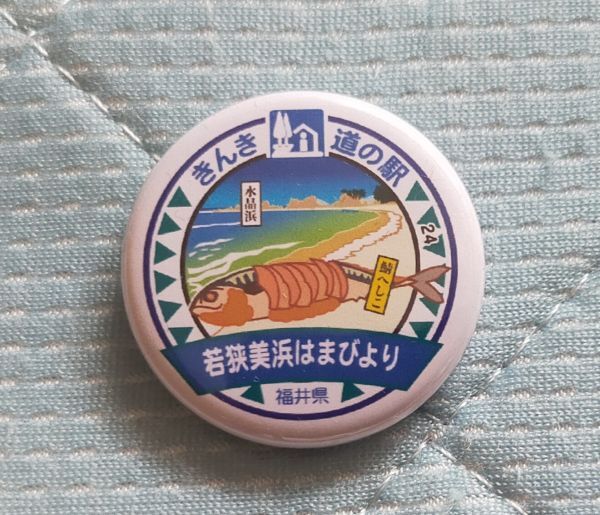 きんき 道の駅
水晶浜
24
鯖へしこ
若狭美浜はまびより
福井県